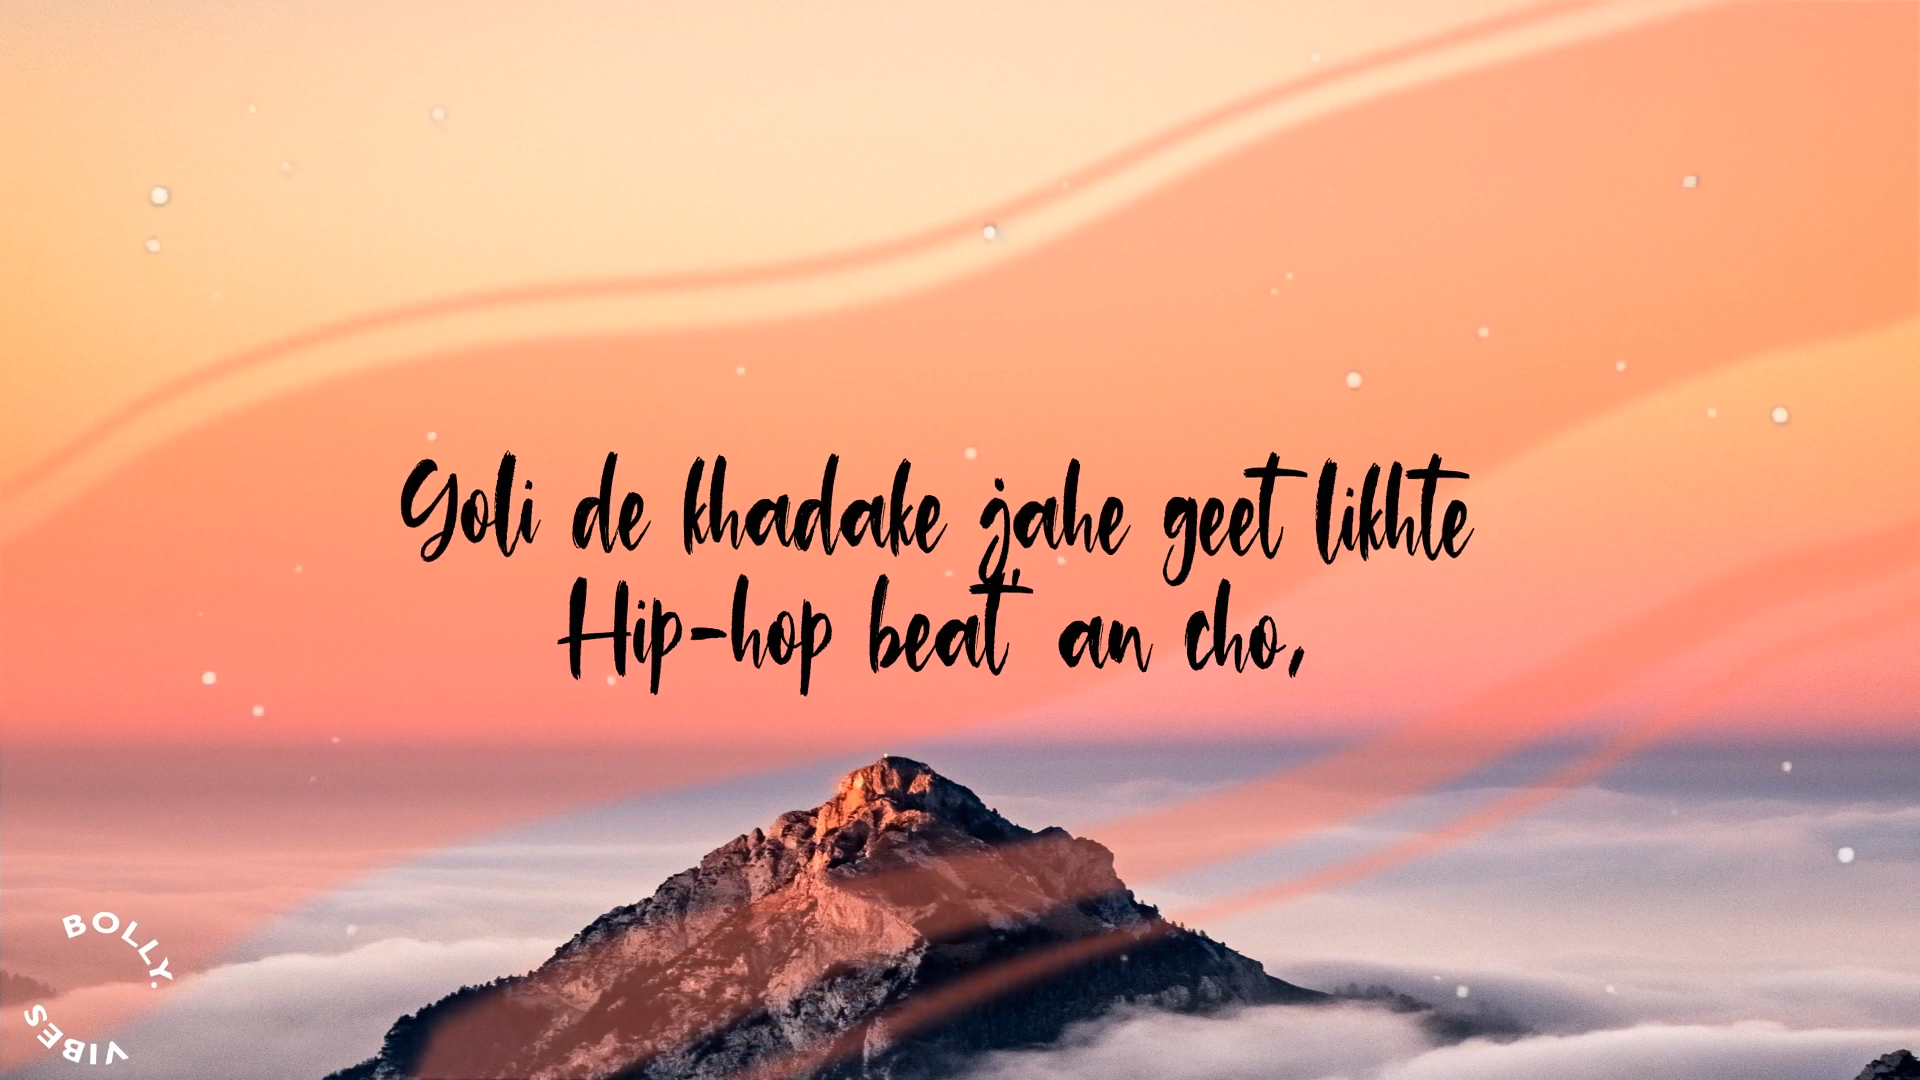 Goli de khadake jahe geet likhte
Hip-hop beat' an cho,
BOLLY.
VIBES